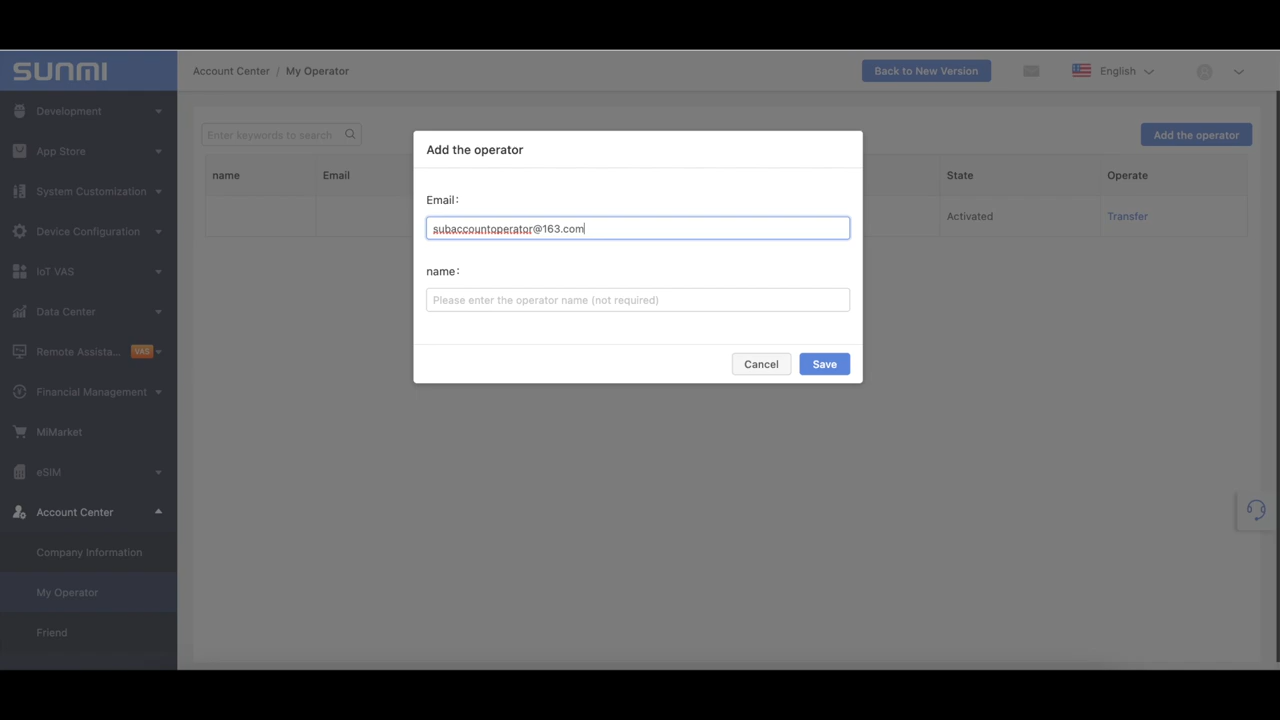 SUNMI
Account Center / My Operator
Back to New Version
English
Development
App Store
System Customization
Device Configuration
IoT VAS
Data Center
Remote Assista... VAS
Financial Management
MiMarket
eSIM
Account Center
Company Information
My Operator
Friend
Enter keywords to search
Add the operator
name Email State Operate
Activated Transfer
Add the operator
Email:
subaccountoperator@163.com
name:
Please enter the operator name (not required)
Cancel Save